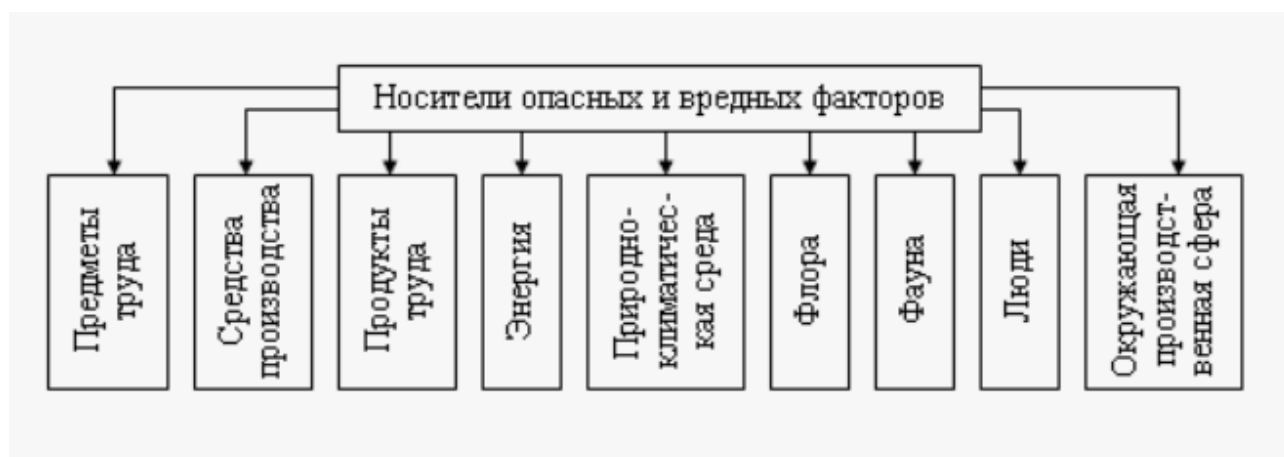 Носители опасных и вредных факторов
Предметы
труда
Средства
производства
Продукты
труда
Энергия
Природно-
климатичес-
кая среда
Флора
Фауна
Люди
Окружающая
производст-
венная сфера